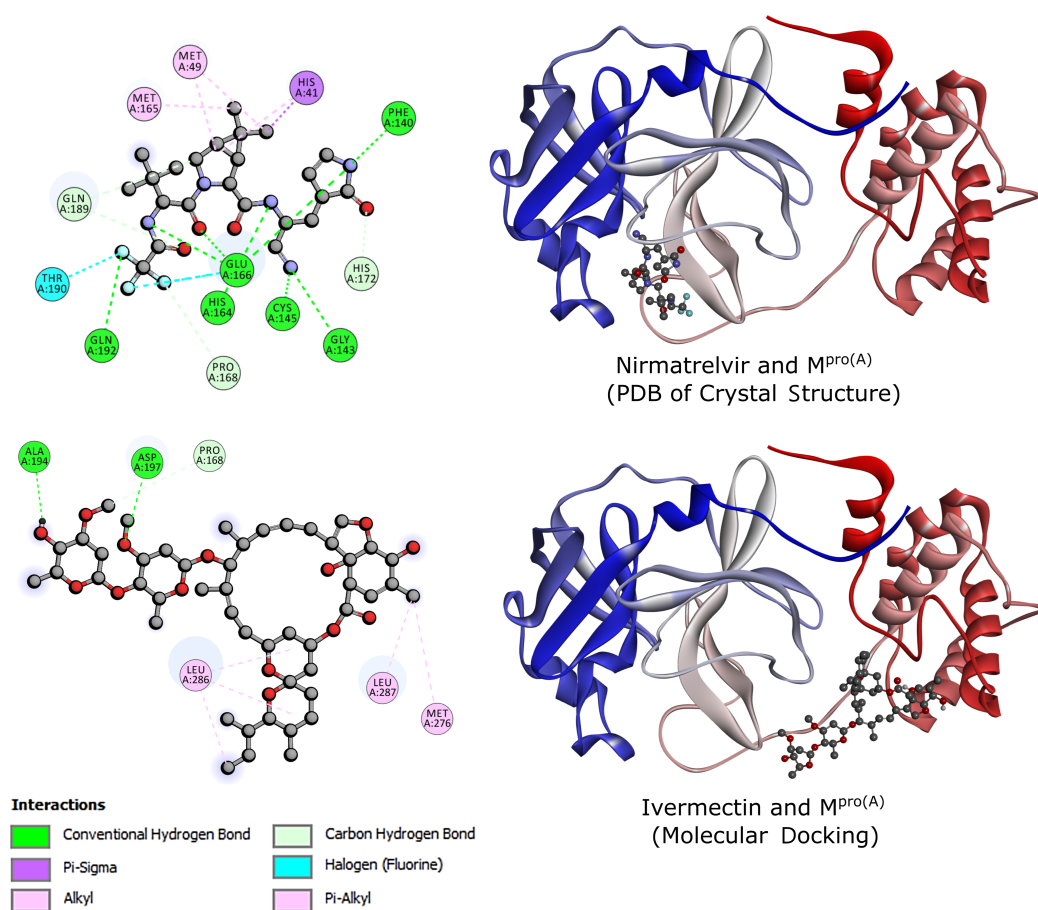 MET
A:49
HIS
A:41
MET
A:165
PHE
A:140
GLN
A:189
THR
A:190
GLU
A:166
HIS
A:172
HIS
A:164
CYS
A:145
GLN
A:192
GLY
A:143
PRO
A:168
Nirmatrelvir and Mpro(A)
(PDB of Crystal Structure)
ALA
A:194
ASP
A:197
PRO
A:168
LEU
A:286
LEU
A:287
MET
A:276
Ivermectin and Mpro(A)
(Molecular Docking)
Interactions
Conventional Hydrogen Bond
Carbon Hydrogen Bond
Pi-Sigma
Halogen (Fluorine)
Alkyl
Pi-Alkyl